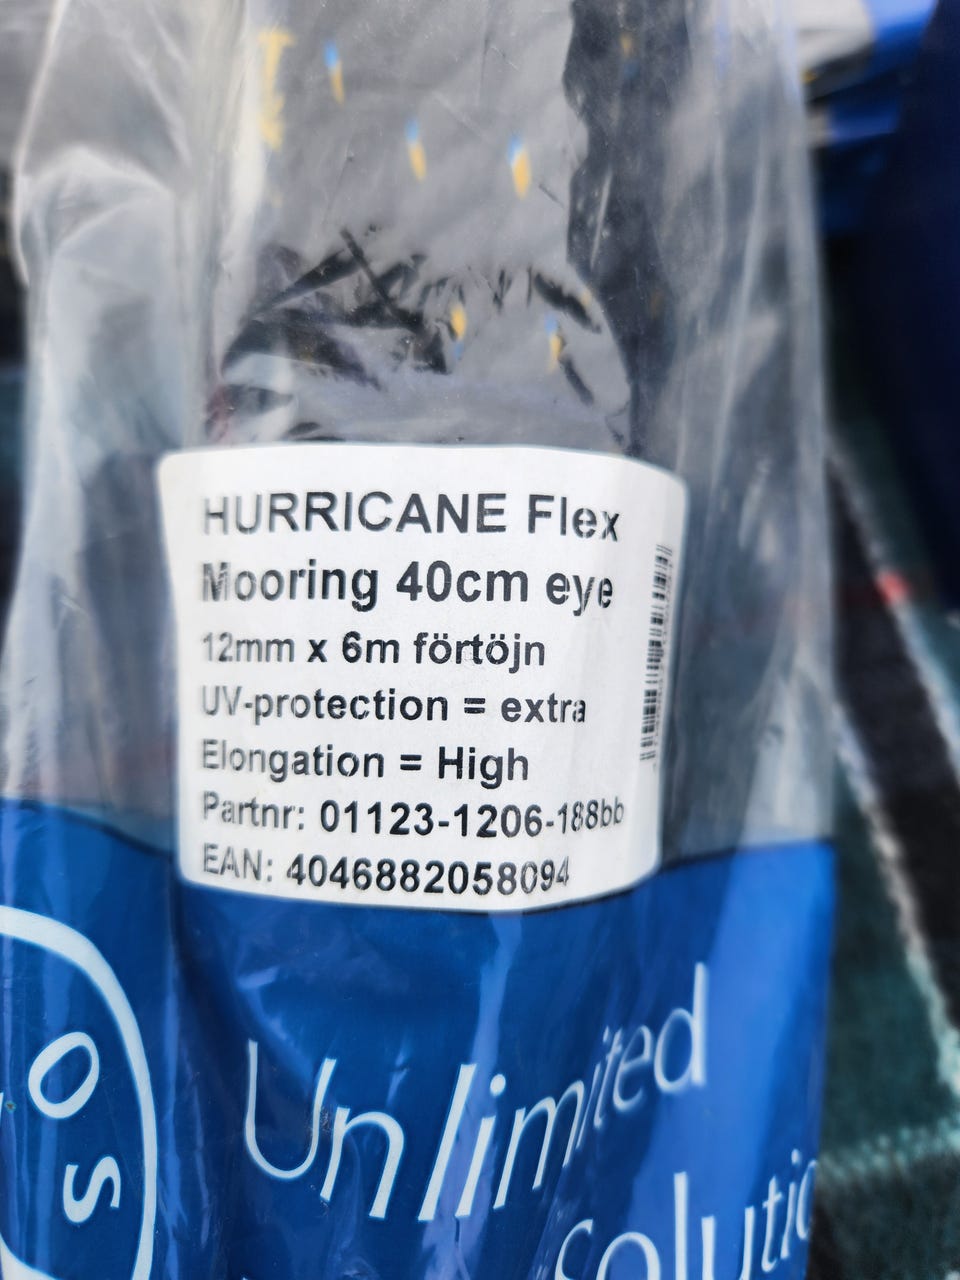 HURRICANE Flex
Mooring 40cm eye
12mm x 6m förtöjn
UV-protection = extra
Elongation = High
Partnr: 01123-1206-188bb
EAN: 4046882058094
os
Unlimited